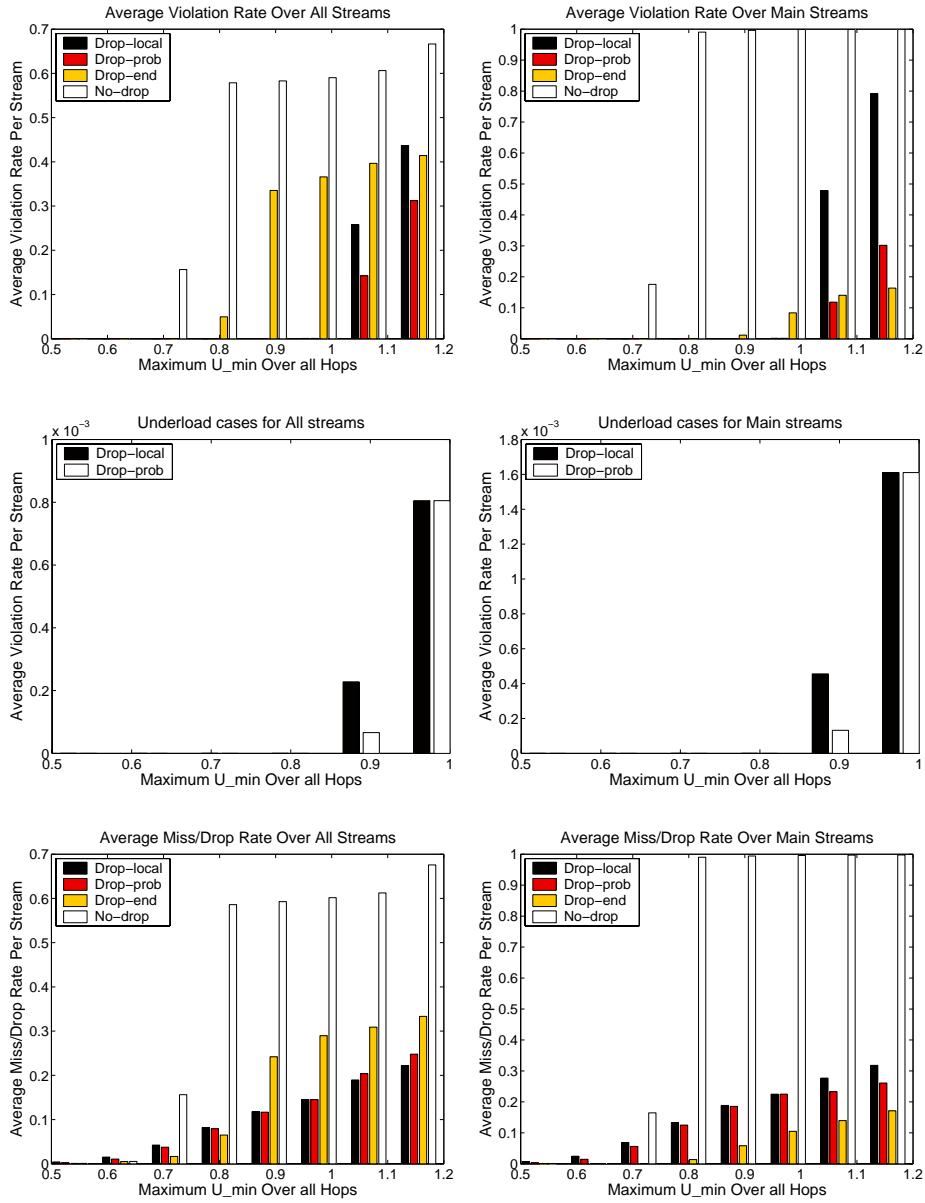 Average Violation Rate Over All Streams
0.7
0.6
0.5
0.4
0.3
0.2
0.1
0
Average Violation Rate Per Stream
Drop-local
Drop-prob
Drop-end
No-drop
0.5 0.6 0.7 0.8 0.9 1 1.1 1.2
Maximum U_min Over all Hops
Average Violation Rate Over Main Streams
1
0.9
0.8
0.7
0.6
0.5
0.4
0.3
0.2
0.1
0
Average Violation Rate Per Stream
Drop-local
Drop-prob
Drop-end
No-drop
0.5 0.6 0.7 0.8 0.9 1 1.1 1.2
Maximum U_min Over all Hops
Underload cases for All streams
x 10⁻³
1
0.8
0.6
0.4
0.2
0
Average Violation Rate Per Stream
Drop-local
Drop-prob
0.5 0.6 0.7 0.8 0.9 1
Maximum U_min Over all Hops
Underload cases for Main streams
x 10⁻³
1.8
1.6
1.4
1.2
1
0.8
0.6
0.4
0.2
0
Average Violation Rate Per Stream
Drop-local
Drop-prob
0.5 0.6 0.7 0.8 0.9 1
Maximum U_min Over all Hops
Average Miss/Drop Rate Over All Streams
0.7
0.6
0.5
0.4
0.3
0.2
0.1
0
Average Miss/Drop Rate Per Stream
Drop-local
Drop-prob
Drop-end
No-drop
0.5 0.6 0.7 0.8 0.9 1 1.1 1.2
Maximum U_min Over all Hops
Average Miss/Drop Rate Over Main Streams
1
0.9
0.8
0.7
0.6
0.5
0.4
0.3
0.2
0.1
0
Average Miss/Drop Rate Per Stream
Drop-local
Drop-prob
Drop-end
No-drop
0.5 0.6 0.7 0.8 0.9 1 1.1 1.2
Maximum U_min Over all Hops